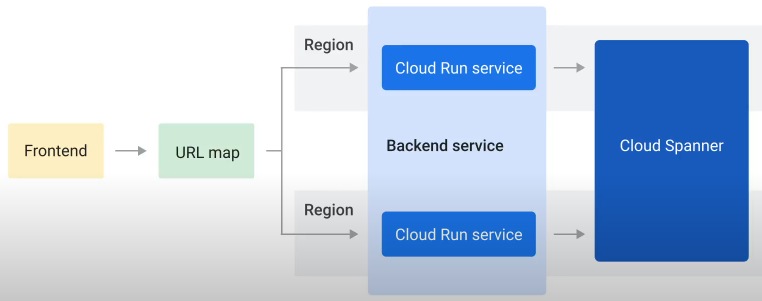 Frontend
URL map
Region
Cloud Run service
Backend service
Region
Cloud Run service
Cloud Spanner